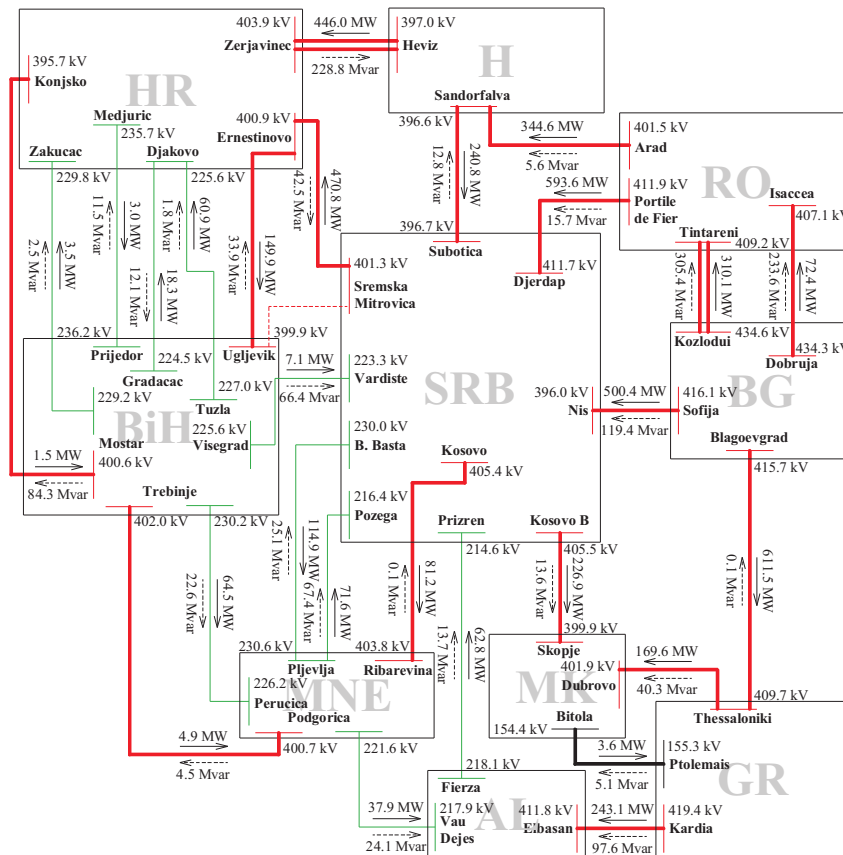 403.9 kV
446.0 MW
397.0 kV
Zerjavinec
Heviz
395.7 kV
Konjsko
228.8 Mvar
H
HR
Sandorfalva
Medjuric
400.9 kV
396.6 kV
344.6 MW
401.5 kV
235.7 kV
Ernestinovo
Arad
Zakucac
Djakovo
5.6 Mvar
RO
229.8 kV
225.6 kV
593.6 MW
411.9 kV
Isaccea
Portile
de Fier
407.1 kV
15.7 Mvar
Tintareni
409.2 kV
42.5 Mvar
470.8 MW
12.8 Mvar
240.8 MW
11.5 Mvar
3.0 MW
1.8 Mvar
60.9 MW
2.5 Mvar
3.5 MW
12.1 Mvar
18.3 MW
33.9 Mvar
149.9 MW
396.7 kV
Subotica
411.7 kV
Djerdap
401.3 kV
Sremska
Mitrovica
305.4 Mvar
310.1 MW
233.6 Mvar
72.4 MW
236.2 kV
399.9 kV
434.6 kV
Prijedor
Ugljevik
Kozlodui
434.3 kV
224.5 kV
7.1 MW
223.3 kV
Dobruja
Gradacac
Vardiste
SRB
BG
229.2 kV
227.0 kV
66.4 Mvar
396.0 kV
500.4 MW
416.1 kV
BiH
Tuzla
Nis
Sofija
225.6 kV
230.0 kV
119.4 Mvar
Visegrad
B. Basta
Kosovo
Blagoevgrad
Mostar
1.5 MW
400.6 kV
405.4 kV
415.7 kV
84.3 Mvar
Trebinje
216.4 kV
Pozega
Prizren
Kosovo B
402.0 kV
230.2 kV
214.6 kV
405.5 kV
25.1 Mvar
114.9 MW
67.4 Mvar
71.6 MW
0.1 Mvar
81.2 MW
13.6 Mvar
226.9 MW
0.1 Mvar
611.5 MW
22.6 Mvar
64.5 MW
13.7 Mvar
62.8 MW
399.9 kV
230.6 kV
403.8 kV
Skopje
169.6 MW
Pljevlja
Ribarevina
401.9 kV
226.2 kV
MNE
MK
Dubrovo
40.3 Mvar
409.7 kV
Perucica
Thessaloniki
Podgorica
Bitola
4.9 MW
400.7 kV
221.6 kV
154.4 kV
3.6 MW
155.3 kV
4.5 Mvar
218.1 kV
Ptolemais
5.1 Mvar
GR
Fierza
AL
37.9 MW
217.9 kV
411.8 kV
243.1 MW
419.4 kV
Vau
Dejes
Elbasan
Kardia
24.1 Mvar
97.6 Mvar